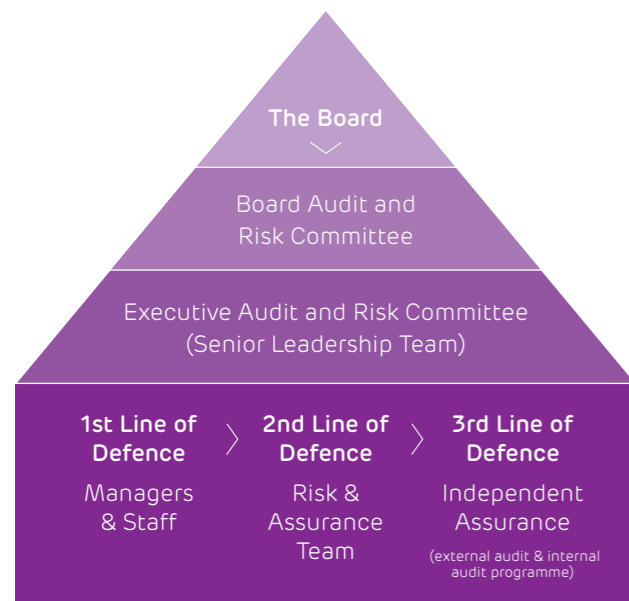 The Board
Board Audit and
Risk Committee
Executive Audit and Risk Committee
(Senior Leadership Team)
1st Line of
Defence
Managers
& Staff
2nd Line of
Defence
Risk &
Assurance
Team
3rd Line of
Defence
Independent
Assurance
(external audit & internal
audit programme)